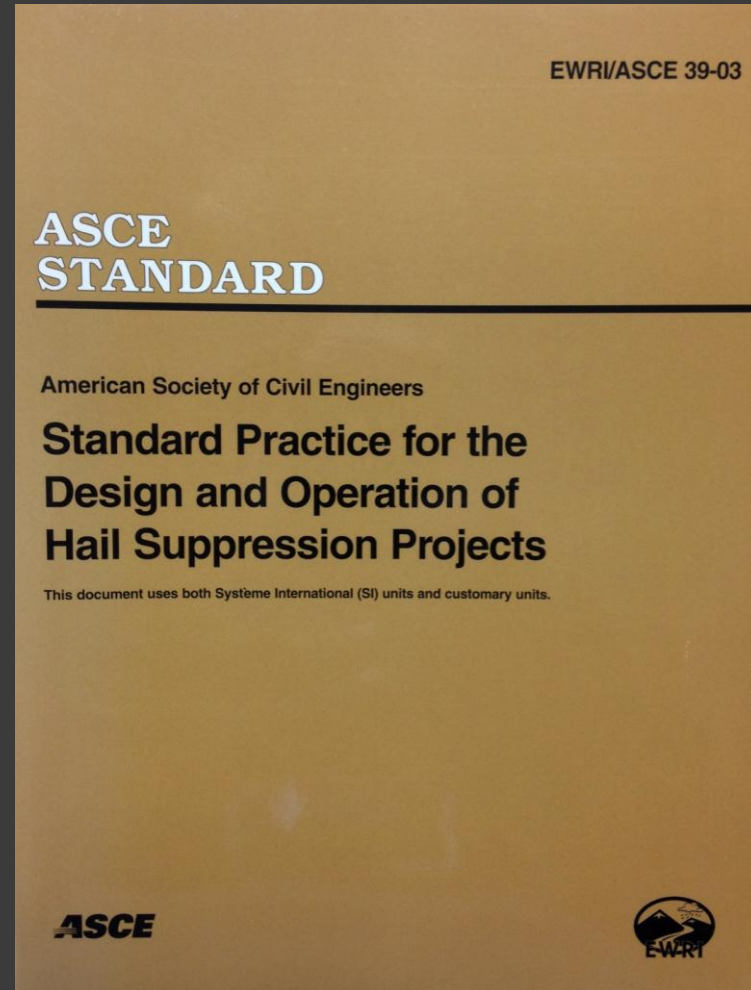 EWRI/ASCE 39-03
ASCE
STANDARD
American Society of Civil Engineers
Standard Practice for the
Design and Operation of
Hail Suppression Projects
This document uses both Système International (SI) units and customary units.
ASCE
EWRI